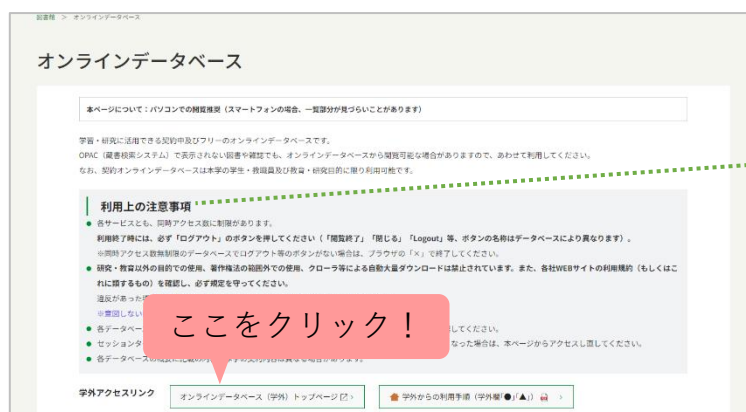 図書館 > オンラインデータベース
オンラインデータベース
本ページについて：パソコンでの閲覧推奨（スマートフォンの場合、一部分が見づらいことがあります）
学習・研究に活用できる契約中及びフリーのオンラインデータベースです。
OPAC（蔵書検索システム）で表示されない図書や雑誌でも、オンラインデータベースから閲覧可能な場合がありますので、あわせて利用してください。
なお、契約オンラインデータベースは本学の学生・教職員及び教育・研究目的に限り利用可能です。
利用上の注意事項
各サービスとも、同時アクセス数に制限があります。
利用終了時には、必ず「ログアウト」のボタンを押してください（「閲覧終了」「閉じる」「Logout」等、ボタンの名称はデータベースにより異なります）。
※同時アクセス数無制限のデータベースでログアウト等のボタンがない場合は、ブラウザの「×」で終了してください。
研究・教育以外の目的での使用、著作権法の範囲外での使用、クローラ等による自動大量ダウンロードは禁止されています。また、各社WEBサイトの利用規約（もしくはこ
れに類するもの）を確認し、必ず規定を守ってください。
違反があった
※意図しない
各データベー
してください。
セッションタ
なった場合は、本ページからアクセスし直してください。
各データベースの
ここをクリック！
学外アクセスリンク
オンラインデータベース（学外）トップページ
学外からの利用手順（学外欄「●」「▲」）